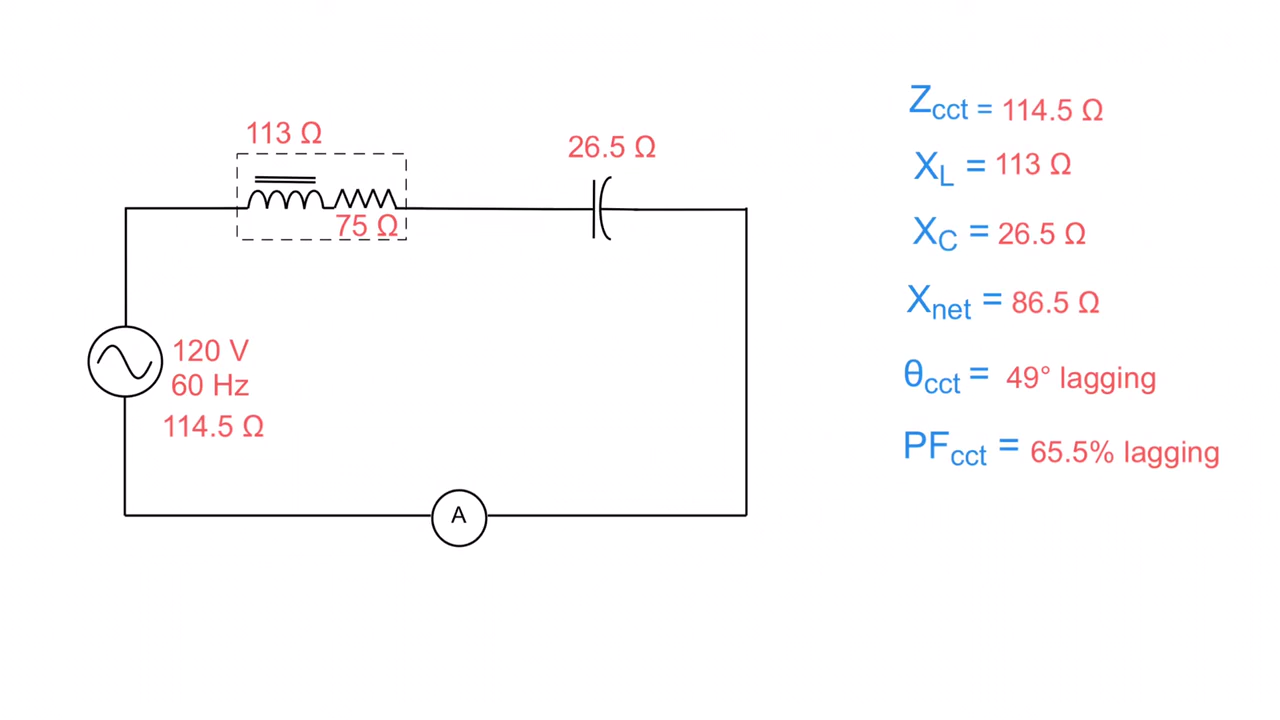 113 Ω
75 Ω
26.5 Ω
120 V
60 Hz
114.5 Ω
A
Zcct = 114.5 Ω
XL = 113 Ω
XC = 26.5 Ω
Xnet = 86.5 Ω
θcct = 49° lagging
PFcct = 65.5% lagging